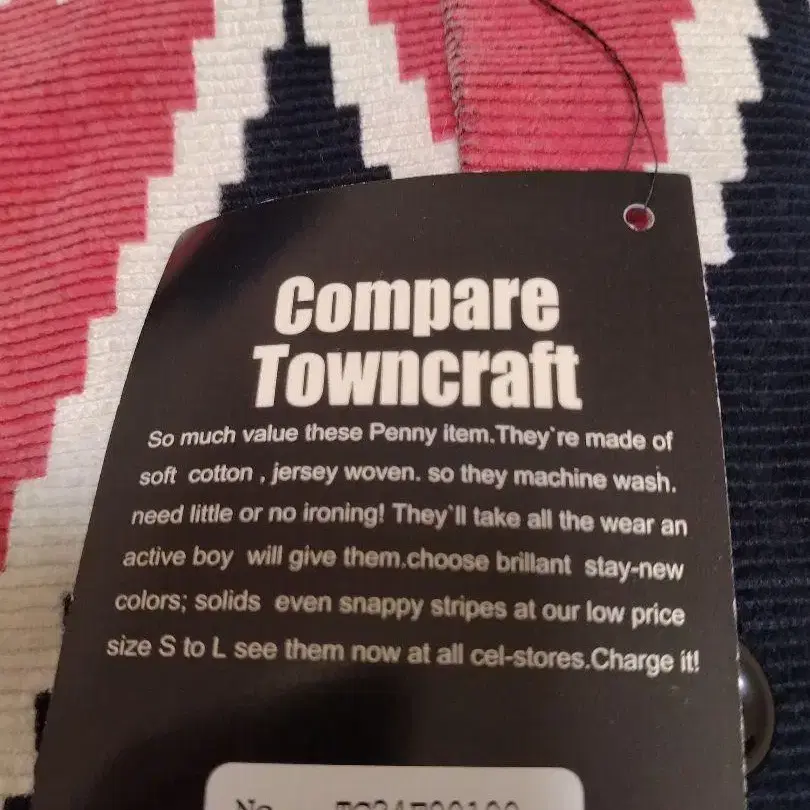 Compare
Towncraft
So much value these Penny item.They`re made of
soft cotton , jersey woven. so they machine wash.
need little or no ironing! They`ll take all the wear an
active boy will give them.choose brillant stay-new
colors; solids even snappy stripes at our low price
size S to L see them now at all cel-stores.Charge it!
No